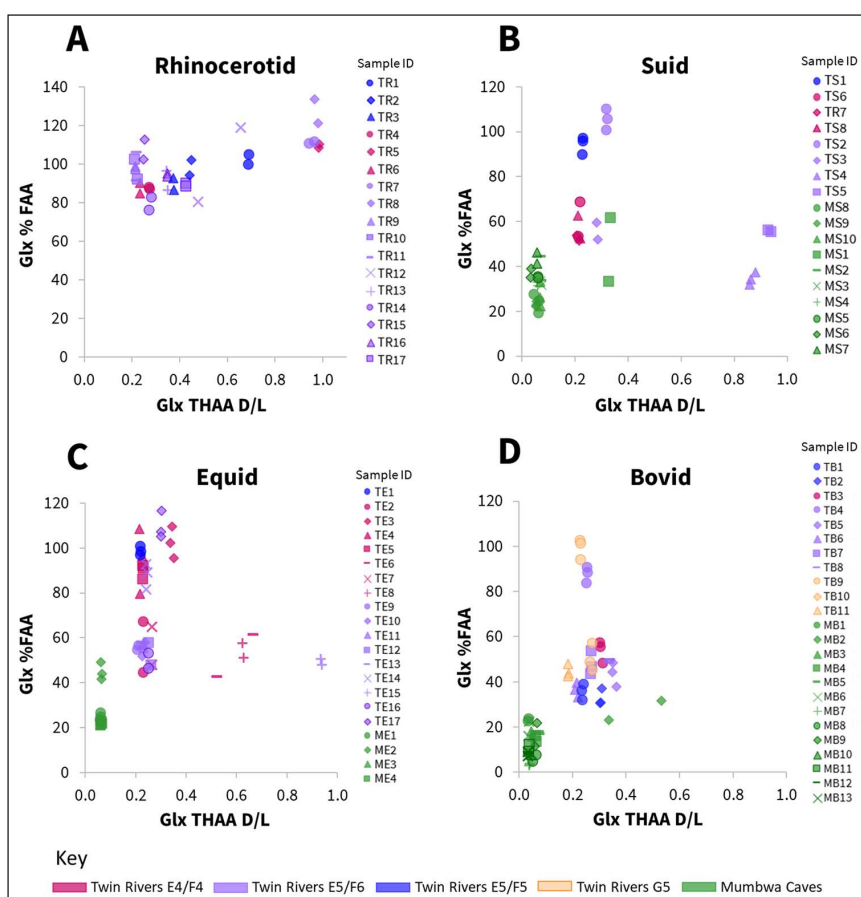 A
Rhinocerotid
Glx % FAA
140
120
100
80
60
40
20
0
0.0 0.2 0.4 0.6 0.8 1.0
Glx THAA D/L
Sample ID
TR1
TR2
TR3
TR4
TR5
TR6
TR7
TR8
TR9
TR10
TR11
TR12
TR13
TR14
TR15
TR16
TR17
B
Suid
Glx %FAA
120
100
80
60
40
20
0
0.0 0.2 0.4 0.6 0.8 1.0
Glx THAA D/L
Sample ID
TS1
TS6
TR7
TS8
TS2
TS3
TS4
TS5
MS8
MS9
MS10
MS1
MS2
MS3
MS4
MS5
MS6
MS7
C
Equid
Glx %FAA
120
100
80
60
40
20
0
0.0 0.2 0.4 0.6 0.8 1.0
Glx THAA D/L
Sample ID
TE1
TE2
TE3
TE4
TE5
TE6
TE7
TE8
TE9
TE10
TE11
TE12
TE13
TE14
TE15
TE16
TE17
ME1
ME2
ME3
ME4
D
Bovid
Glx %FAA
120
100
80
60
40
20
0
0.0 0.2 0.4 0.6 0.8 1.0
Glx THAA D/L
Sample ID
TB1
TB2
TB3
TB4
TB5
TB6
TB7
TB8
TB9
TB10
TB11
MB1
MB2
MB3
MB4
MB5
MB6
MB7
MB8
MB9
MB10
MB11
MB12
MB13
Key
Twin Rivers E4/F4 Twin Rivers E5/F6 Twin Rivers E5/F5 Twin Rivers G5 Mumbwa Caves